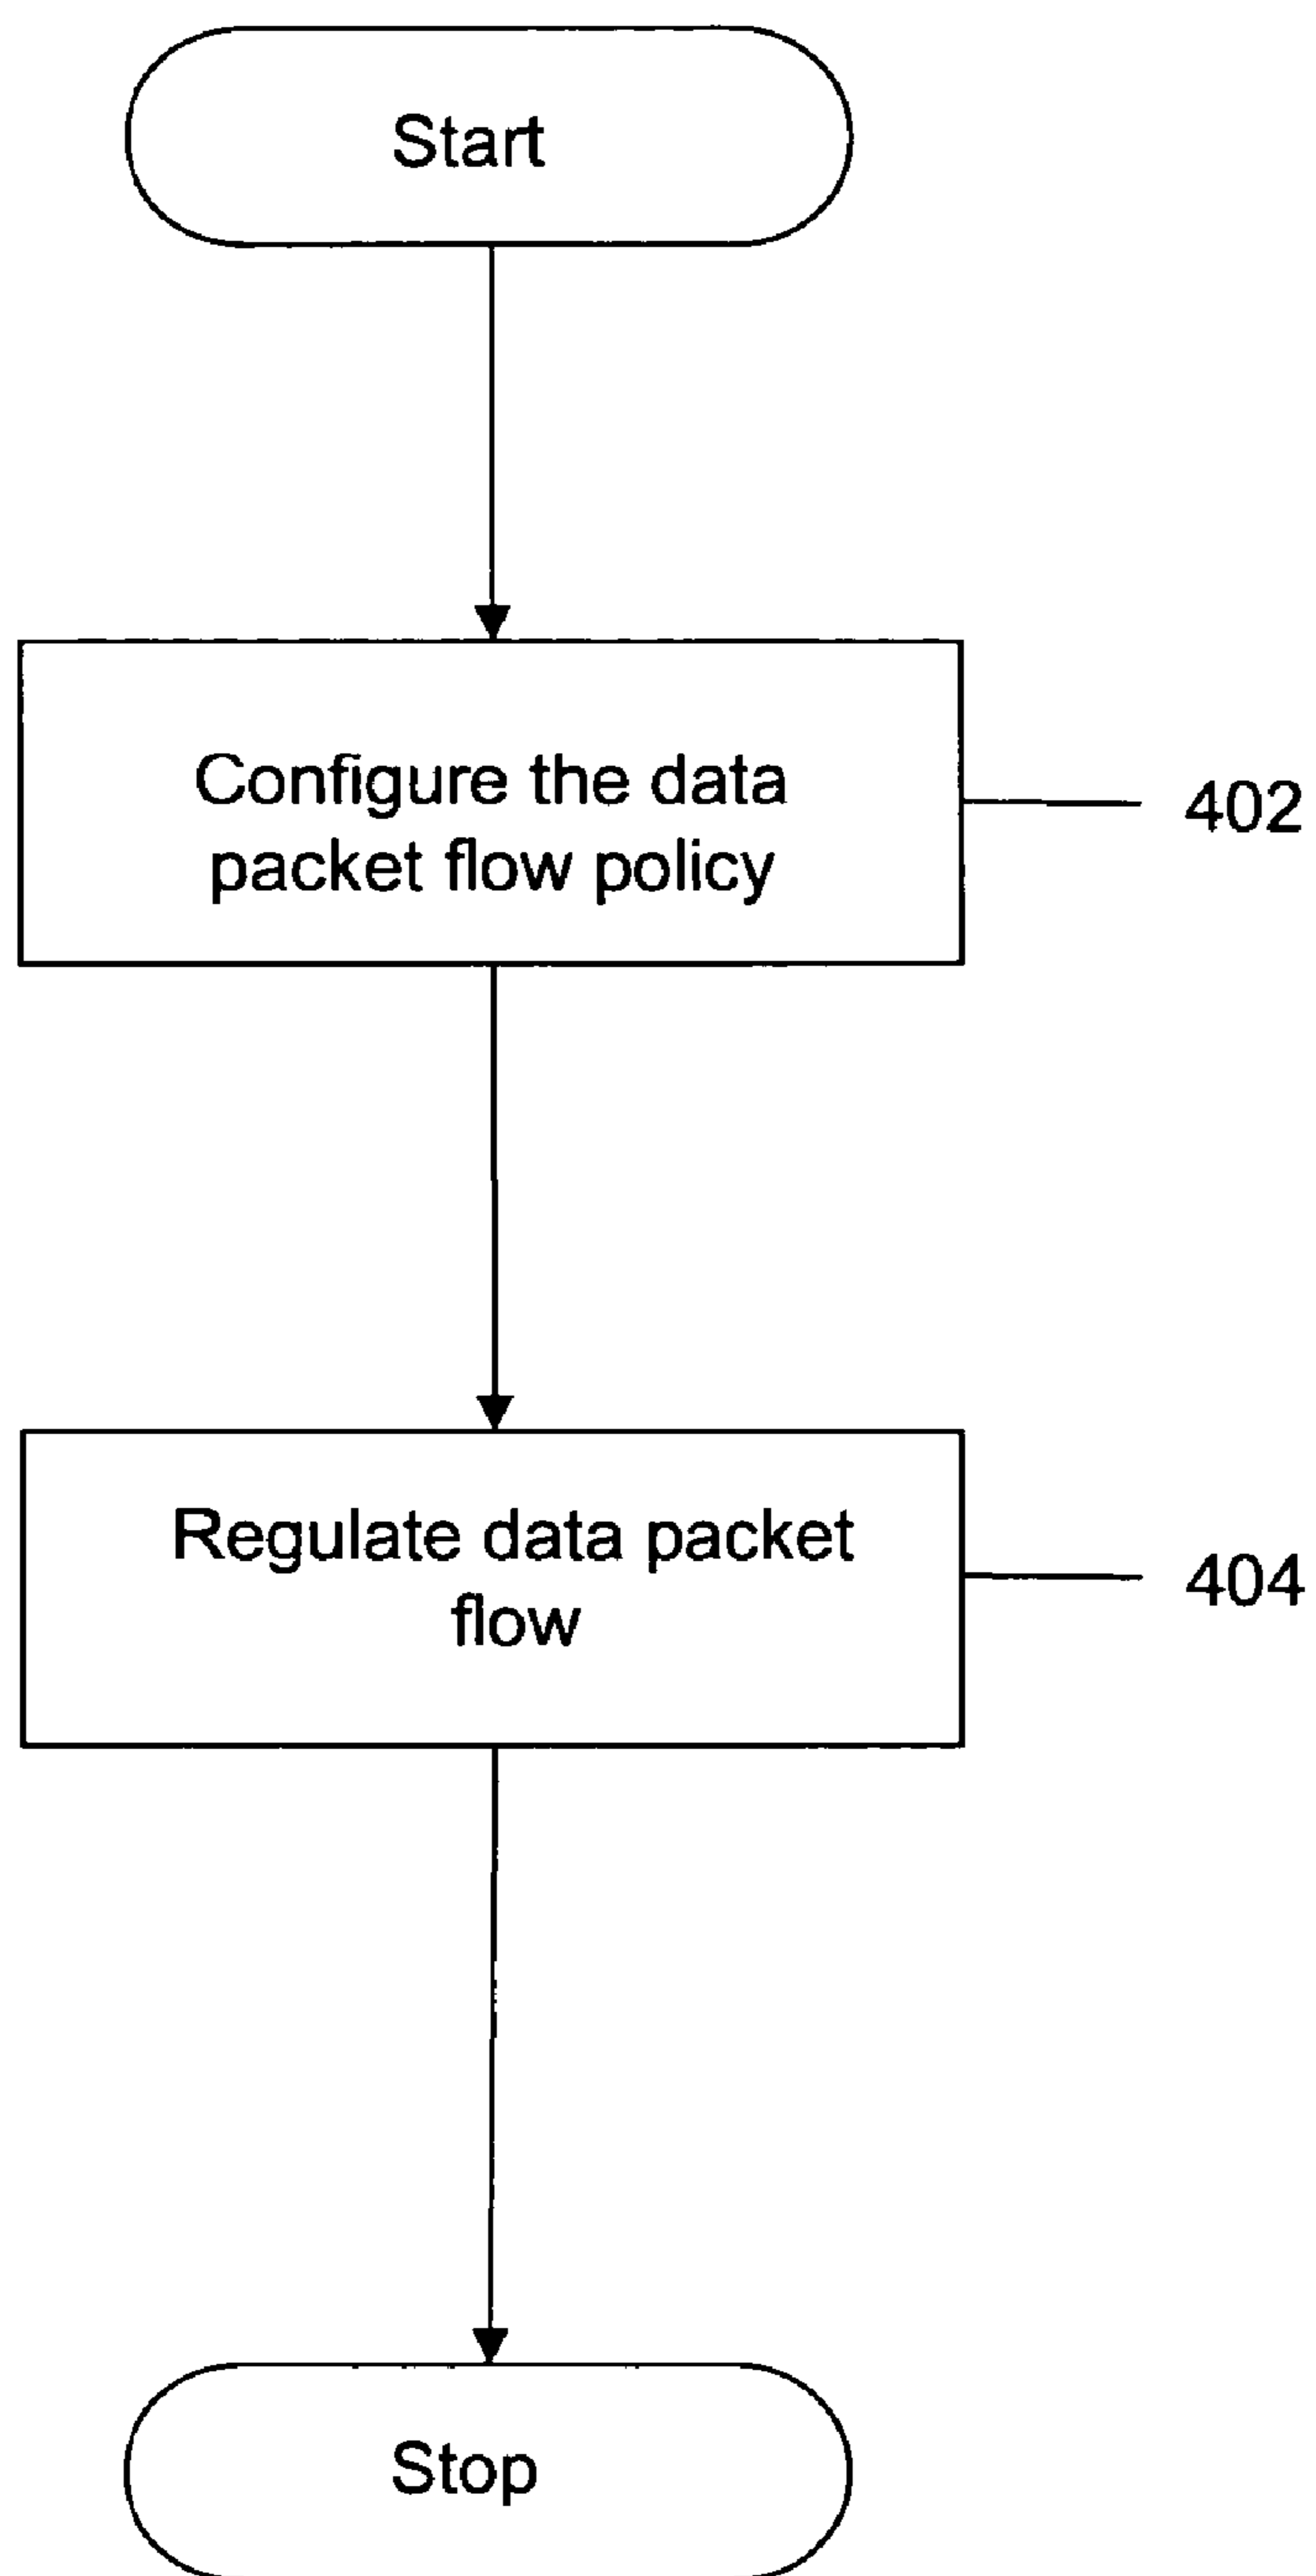 Start
Configure the data
packet flow policy
402
Regulate data packet
flow
404
Stop